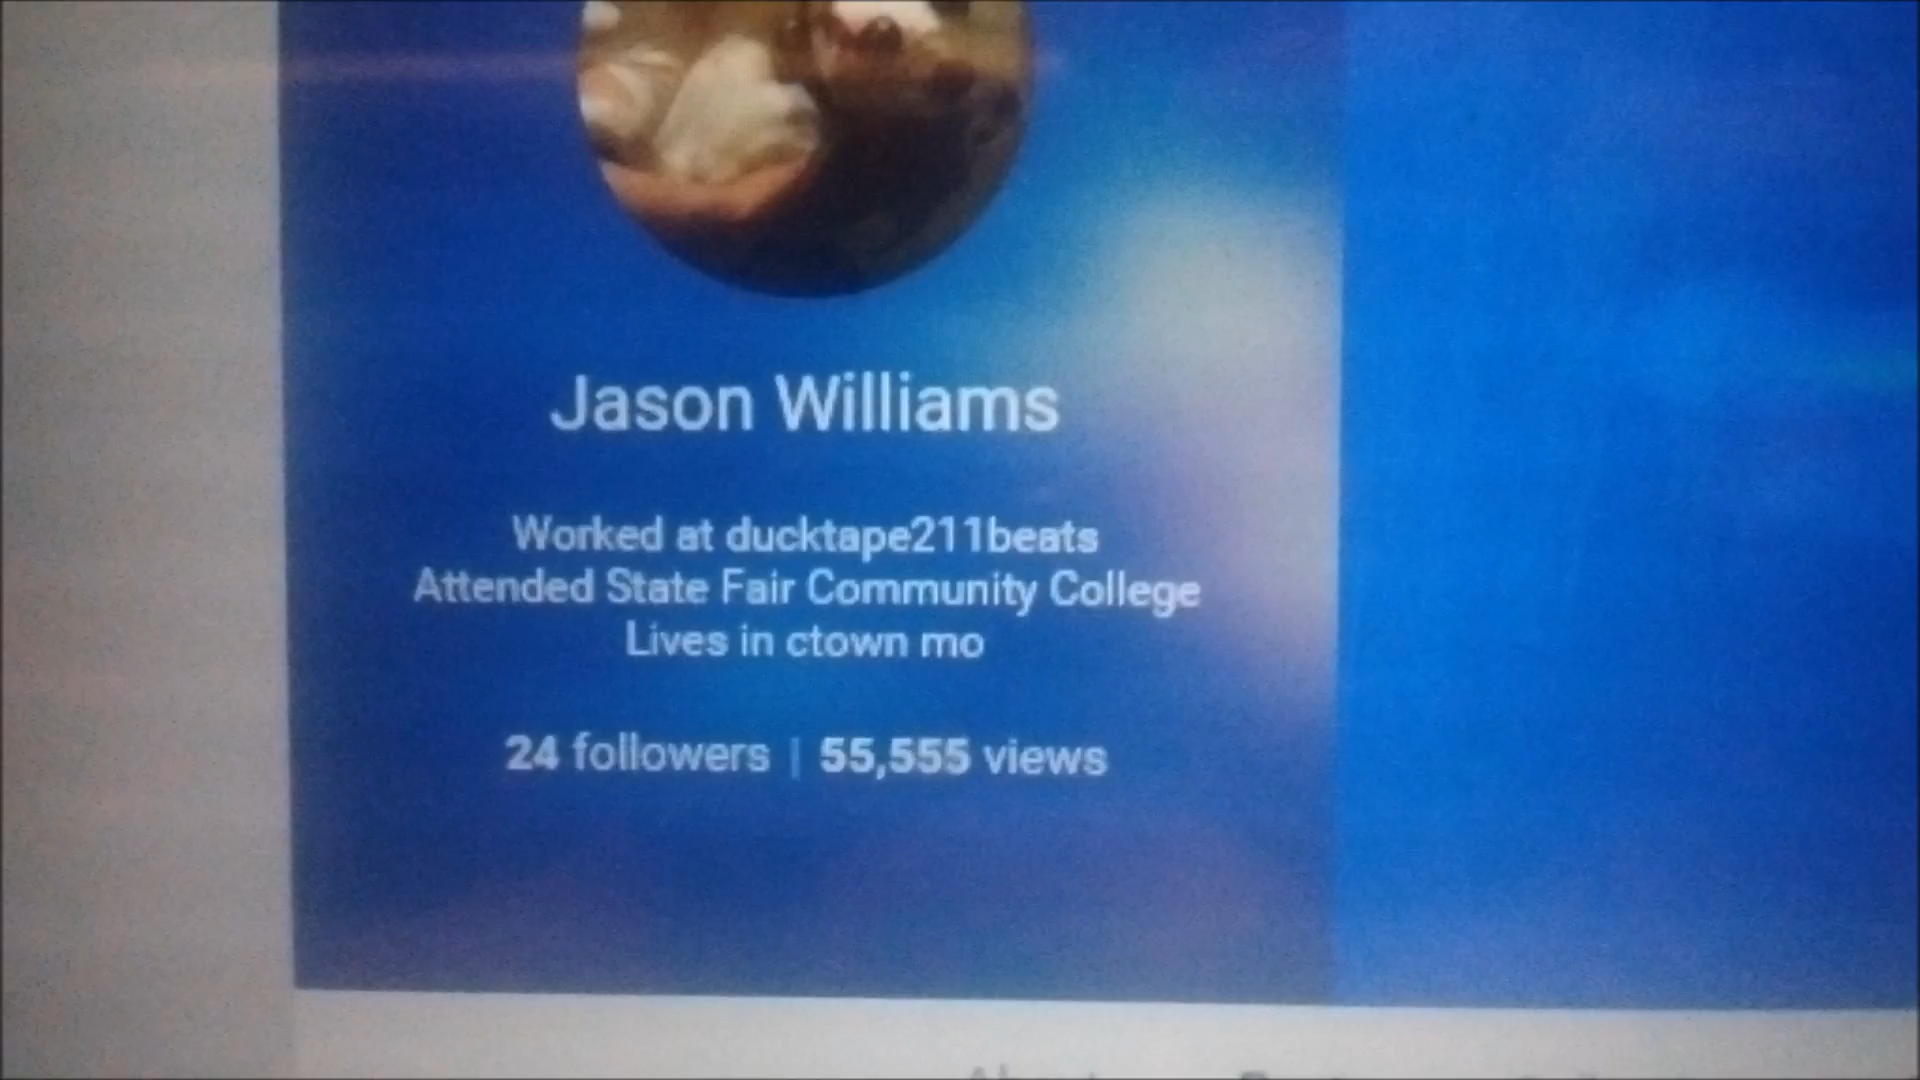 Jason Williams
Worked at ducktape211beats
Attended State Fair Community College
Lives in ctown mo
24 followers | 55,555 views